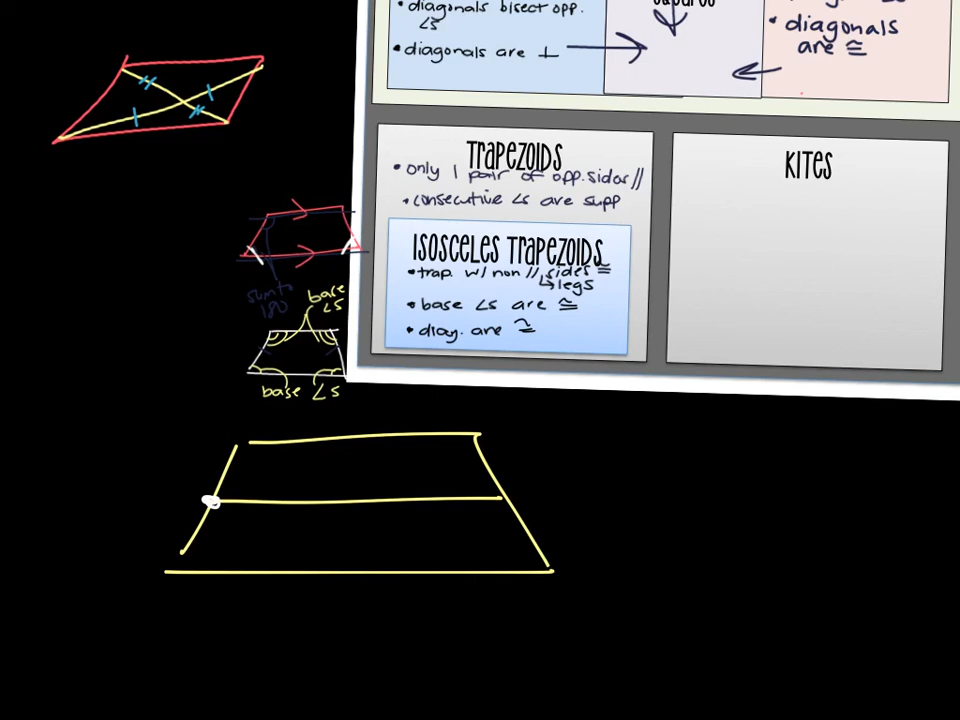 • diagonals bisect opp.
∠s
• diagonals are ⊥
squares
• diagonals
are ≅
TRAPEZOIDS
• only 1 pair of opp. sides //
• consecutive ∠s are supp
ISOSCELES TRAPEZOIDS
• trap. w/ non // sides ≅
↳ legs
• base ∠s are ≅
• diag. are ≅
KITES
sum to
180
base
∠s
base ∠s